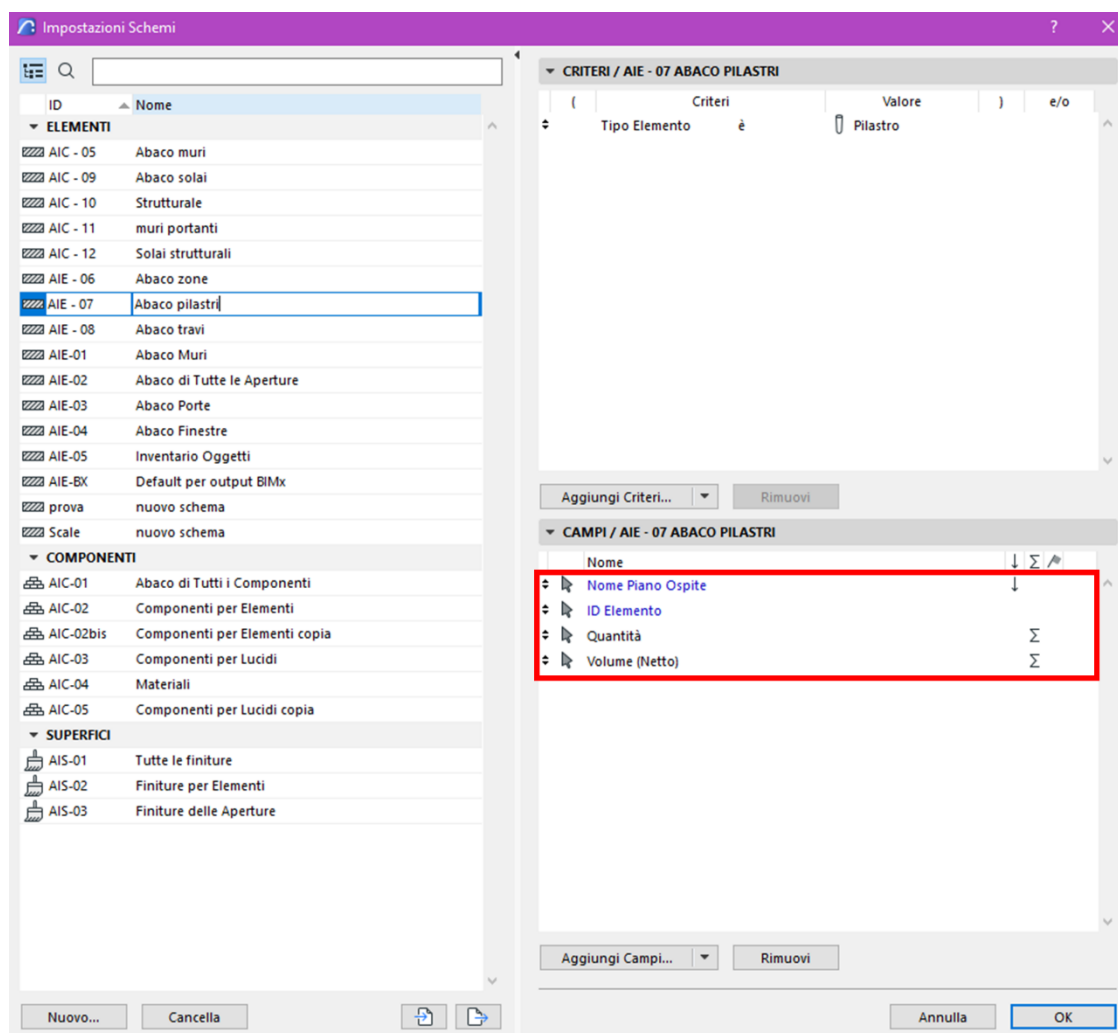 Impostazioni Schemi ?
ID Nome
ELEMENTI
AIC - 05 Abaco muri
AIC - 09 Abaco solai
AIC - 10 Strutturale
AIC - 11 muri portanti
AIC - 12 Solai strutturali
AIE - 06 Abaco zone
AIE - 07 Abaco pilastri
AIE - 08 Abaco travi
AIE-01 Abaco Muri
AIE-02 Abaco di Tutte le Aperture
AIE-03 Abaco Porte
AIE-04 Abaco Finestre
AIE-05 Inventario Oggetti
AIE-BX Default per output BIMx
prova nuovo schema
Scale nuovo schema
COMPONENTI
AIC-01 Abaco di Tutti i Componenti
AIC-02 Componenti per Elementi
AIC-02bis Componenti per Elementi copia
AIC-03 Componenti per Lucidi
AIC-04 Materiali
AIC-05 Componenti per Lucidi copia
SUPERFICI
AIS-01 Tutte le finiture
AIS-02 Finiture per Elementi
AIS-03 Finiture delle Aperture
Nuovo... Cancella
CRITERI / AIE - 07 ABACO PILASTRI
( Criteri Valore ) e/o
Tipo Elemento è Pilastro
Aggiungi Criteri... Rimuovi
CAMPI / AIE - 07 ABACO PILASTRI
Nome ↓ Σ
Nome Piano Ospite ↓
ID Elemento
Quantità Σ
Volume (Netto) Σ
Aggiungi Campi... Rimuovi
Annulla OK